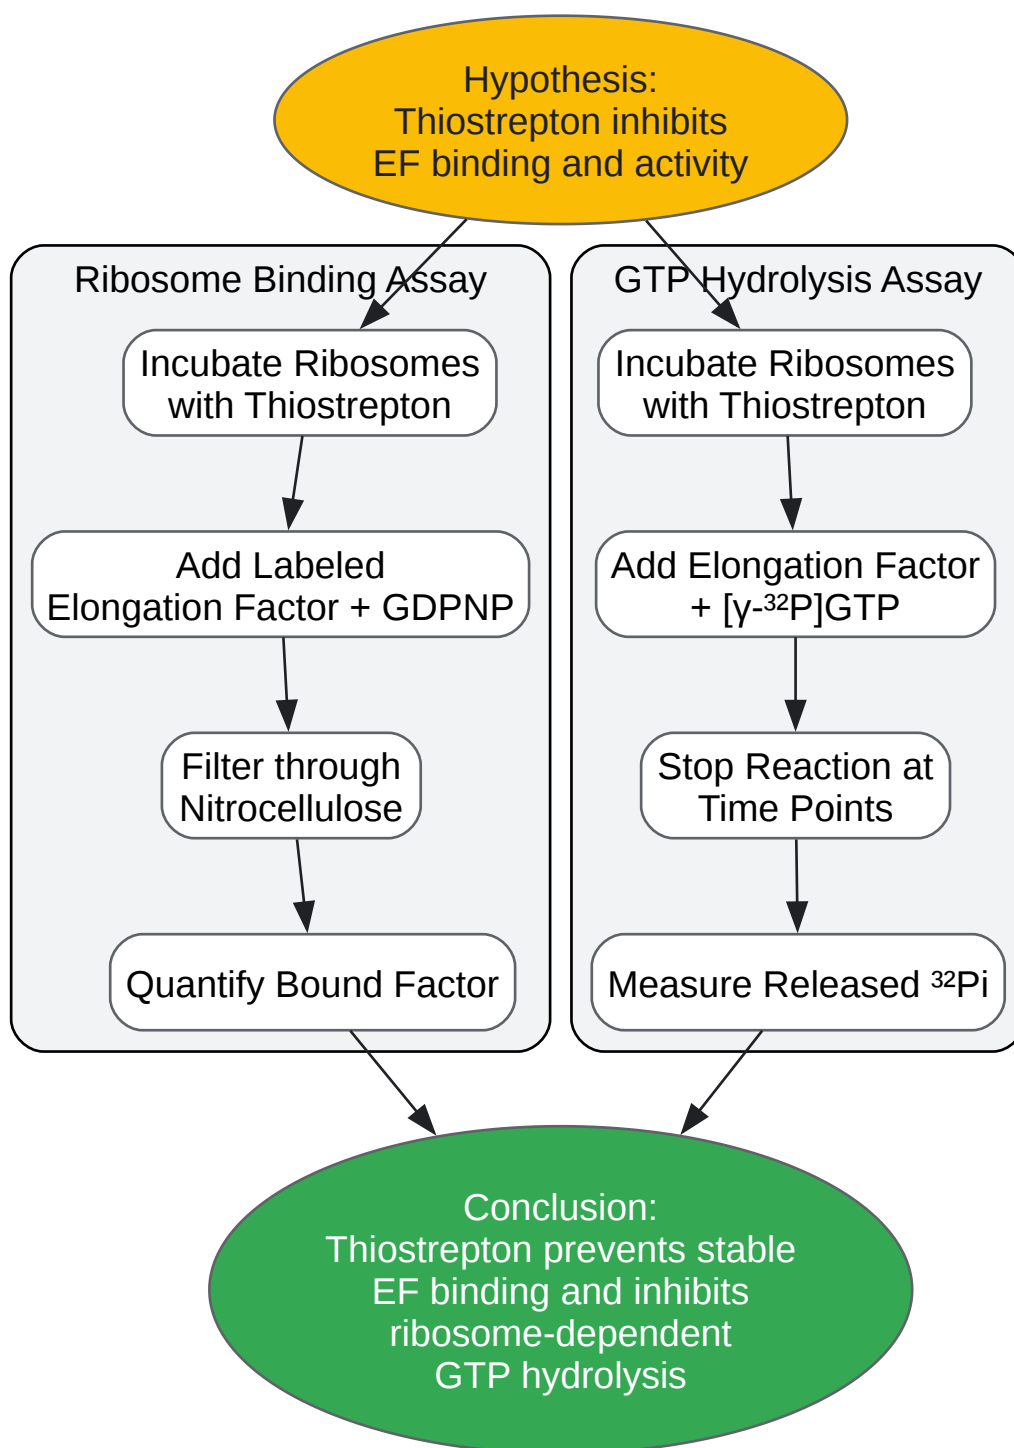 Hypothesis:
Thiostrepton inhibits
EF binding and activity
Ribosome Binding Assay
Incubate Ribosomes
with Thiostrepton
Add Labeled
Elongation Factor + GDPNP
Filter through
Nitrocellulose
Quantify Bound Factor
GTP Hydrolysis Assay
Incubate Ribosomes
with Thiostrepton
Add Elongation Factor
+ [γ-³²P]GTP
Stop Reaction at
Time Points
Measure Released ³²Pi
Conclusion:
Thiostrepton prevents stable
EF binding and inhibits
ribosome-dependent
GTP hydrolysis